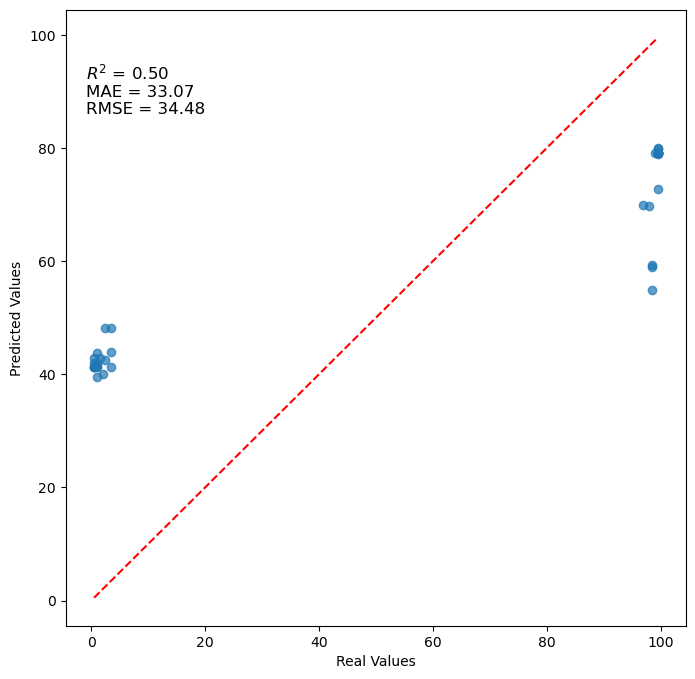 100
80
60
40
20
0
R² = 0.50
MAE = 33.07
RMSE = 34.48
Predicted Values
0 20 40 60 80 100
Real Values